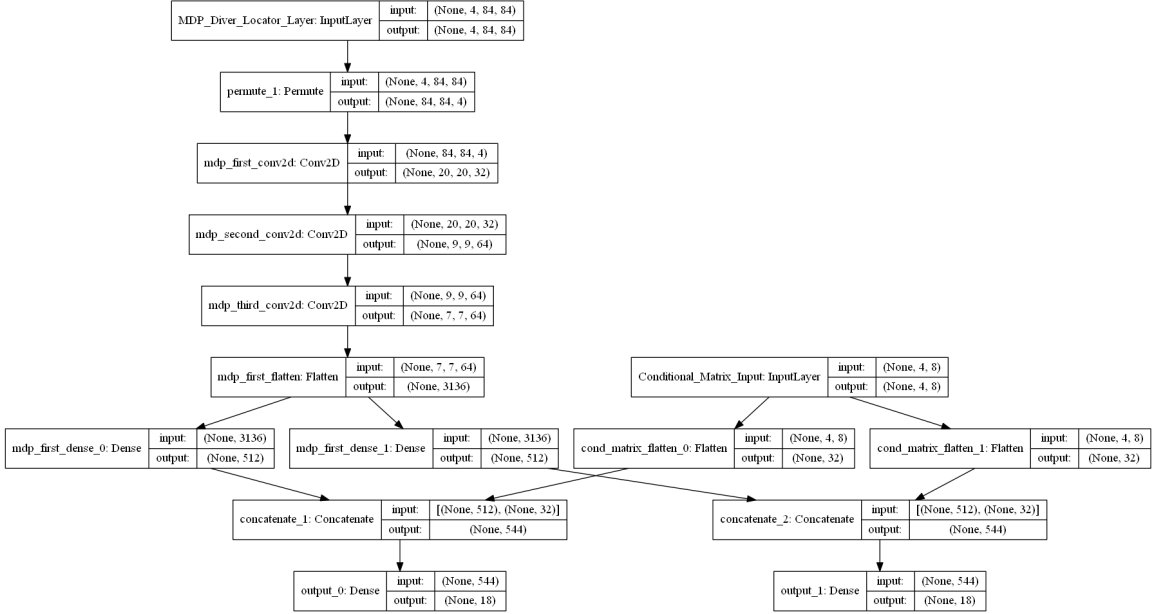 MDP_Diver_Locator_Layer: InputLayer
input: (None, 4, 84, 84)
output: (None, 4, 84, 84)
permute_1: Permute
input: (None, 4, 84, 84)
output: (None, 84, 84, 4)
mdp_first_conv2d: Conv2D
input: (None, 84, 84, 4)
output: (None, 20, 20, 32)
mdp_second_conv2d: Conv2D
input: (None, 20, 20, 32)
output: (None, 9, 9, 64)
mdp_third_conv2d: Conv2D
input: (None, 9, 9, 64)
output: (None, 7, 7, 64)
mdp_first_flatten: Flatten
input: (None, 7, 7, 64)
output: (None, 3136)
Conditional_Matrix_Input: InputLayer
input: (None, 4, 8)
output: (None, 4, 8)
mdp_first_dense_0: Dense
input: (None, 3136)
output: (None, 512)
mdp_first_dense_1: Dense
input: (None, 3136)
output: (None, 512)
cond_matrix_flatten_0: Flatten
input: (None, 4, 8)
output: (None, 32)
cond_matrix_flatten_1: Flatten
input: (None, 4, 8)
output: (None, 32)
concatenate_1: Concatenate
input: [(None, 512), (None, 32)]
output: (None, 544)
concatenate_2: Concatenate
input: [(None, 512), (None, 32)]
output: (None, 544)
output_0: Dense
input: (None, 544)
output: (None, 18)
output_1: Dense
input: (None, 544)
output: (None, 18)